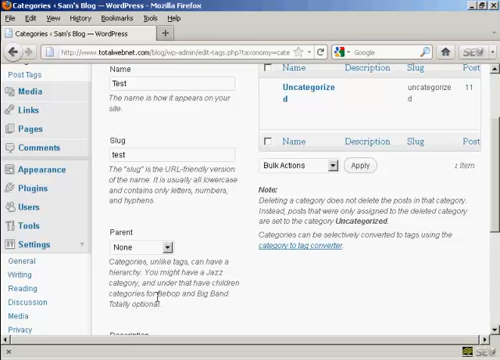 Categories ‹ Sam's Blog — WordPress - Mozilla Firefox
File Edit View History Bookmarks Tools Help
Categories ‹ Sam's Blog — WordPress
http://www.totalwebnet.com/blog/wp-admin/edit-tags.php?taxonomy=cate
Google
Post Tags
Media
Links
Pages
Comments
Appearance
Plugins
Users
Tools
Settings
General
Writing
Reading
Discussion
Media
Privacy
Name
Test
The name is how it appears on your
site.
Slug
test
The "slug" is the URL-friendly version
of the name. It is usually all lowercase
and contains only letters, numbers,
and hyphens.
Parent
None
Categories, unlike tags, can have a
hierarchy. You might have a Jazz
category, and under that have children
categories for Bebop and Big Band.
Totally optional.
Description
Name Description Slug Post
Uncategorize
d
uncategorize
d
11
Name Description Slug Post
Bulk Actions Apply 1 item
Note:
Deleting a category does not delete the posts in that category.
Instead, posts that were only assigned to the deleted category
are set to the category Uncategorized.
Categories can be selectively converted to tags using the
category to tag converter.